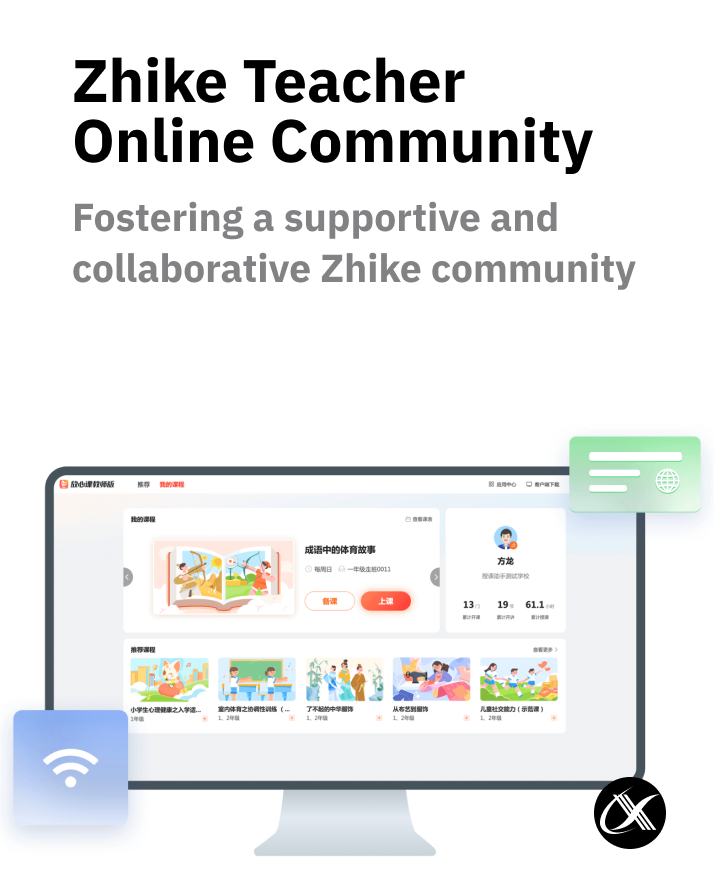 Zhike Teacher
Online Community
Fostering a supportive and
collaborative Zhike community
放心课教师版 推荐 我的课程 应用中心 客户端下载
我的课程 查看课表
成语中的体育故事
每周日 一年级走班0011
备课 上课
方龙
授课助手测试学校
13门 19节 61.1小时
累计开课 累计开讲 累计授课
推荐课程 查看更多
小学生心理健康之入学适... 室内体育之协调性训练（... 了不起的中华服饰 从布艺到服饰 儿童社交能力（示范课）
1年级 1、2年级 1、2年级 1、2年级 1、2年级